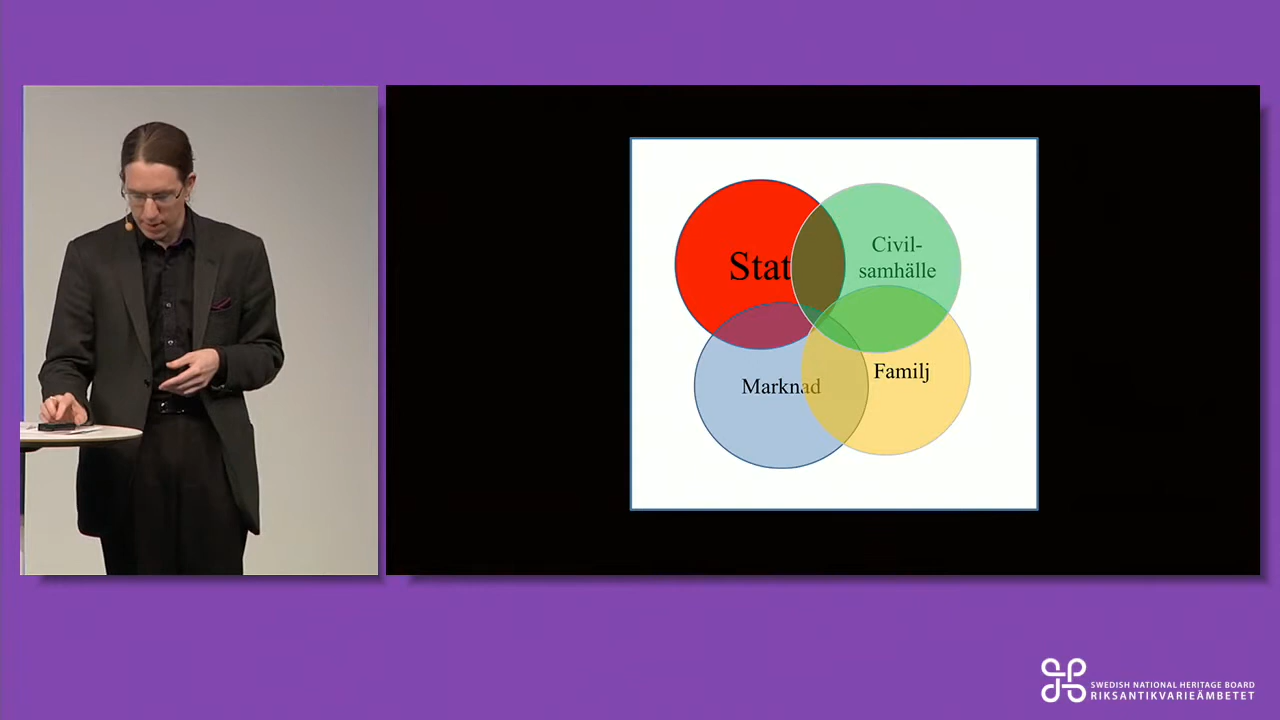 Stat
Civil-
samhälle
Marknad
Familj
SWEDISH NATIONAL HERITAGE BOARD
RIKSANTIKVARIEÄMBETET